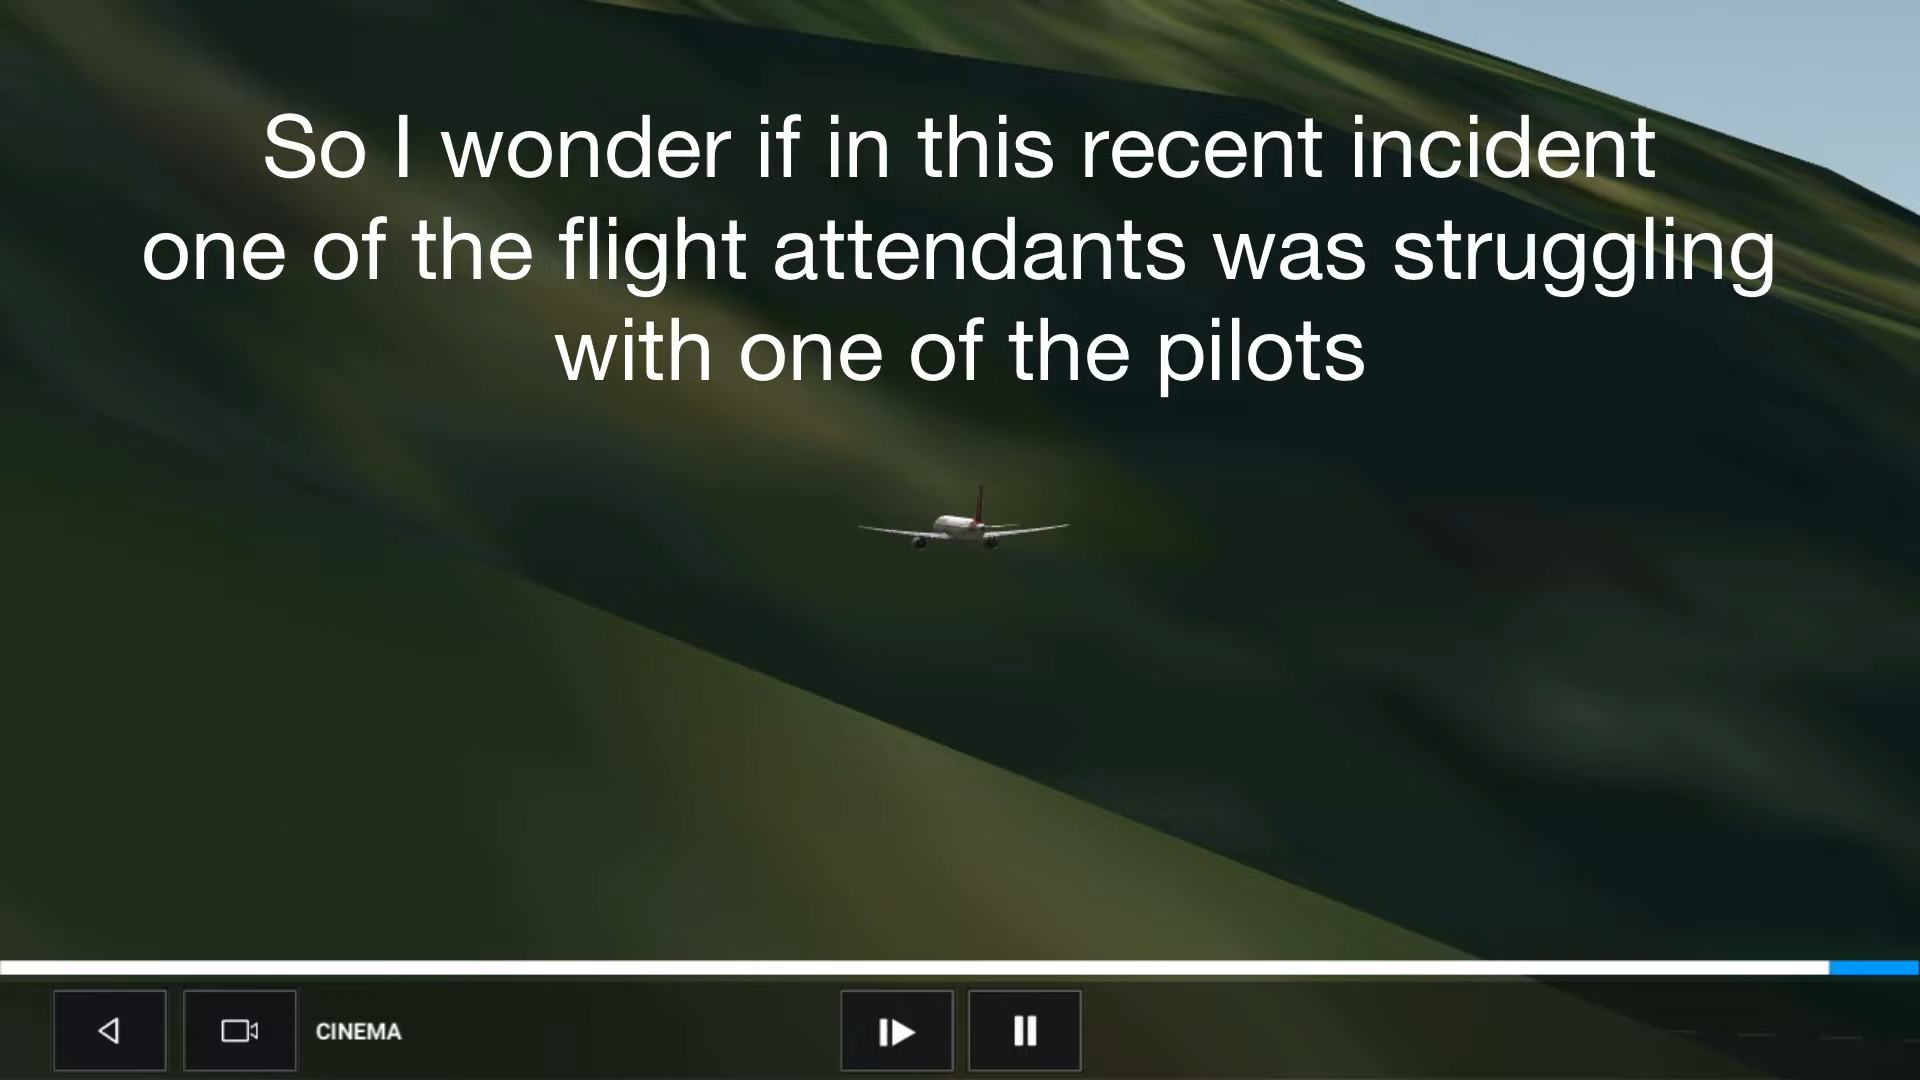 So I wonder if in this recent incident
one of the flight attendants was struggling
with one of the pilots
CINEMA